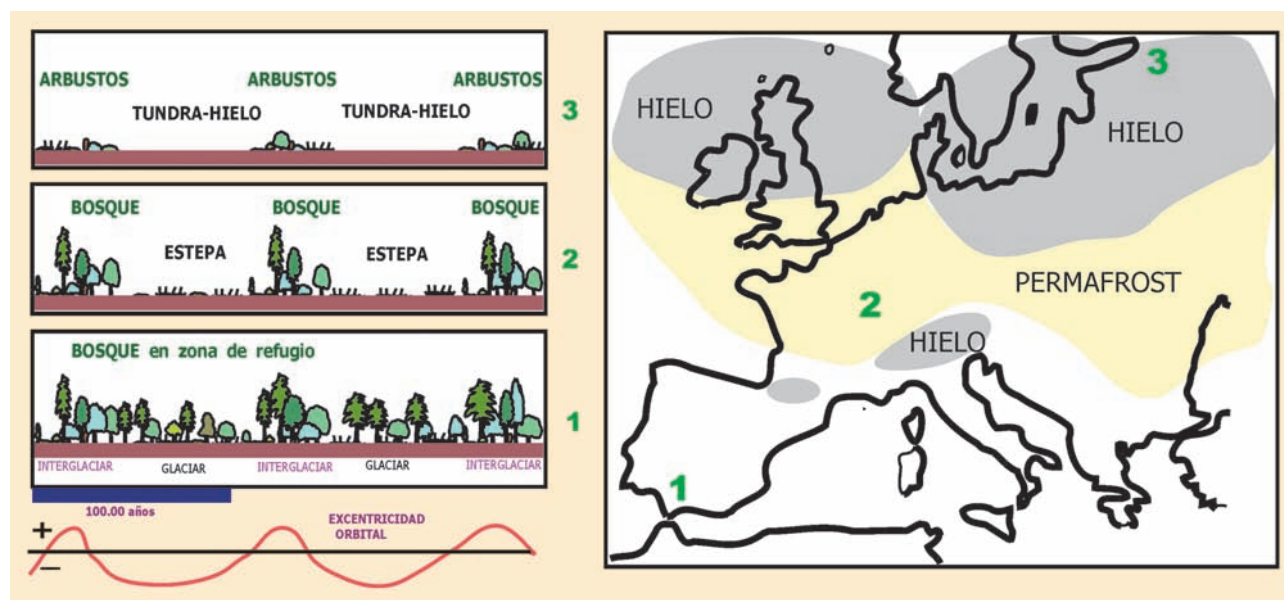 ARBUSTOS ARBUSTOS ARBUSTOS
TUNDRA-HIELO TUNDRA-HIELO
3
BOSQUE BOSQUE BOSQUE
ESTEPA ESTEPA
2
BOSQUE en zona de refugio
1
INTERGLACIAR GLACIAR INTERGLACIAR GLACIAR INTERGLACIAR
100.00 años
EXCENTRICIDAD
ORBITAL
+
−
3
HIELO
HIELO
PERMAFROST
2
HIELO
1